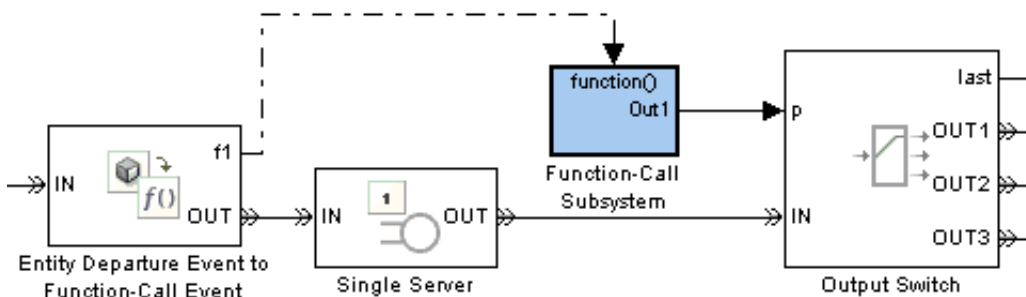 f1
IN
f()
OUT
Entity Departure Event to
Function-Call Event
IN
1
OUT
Single Server
function()
Out1
Function-Call
Subsystem
p
IN
last
OUT1
OUT2
OUT3
Output Switch